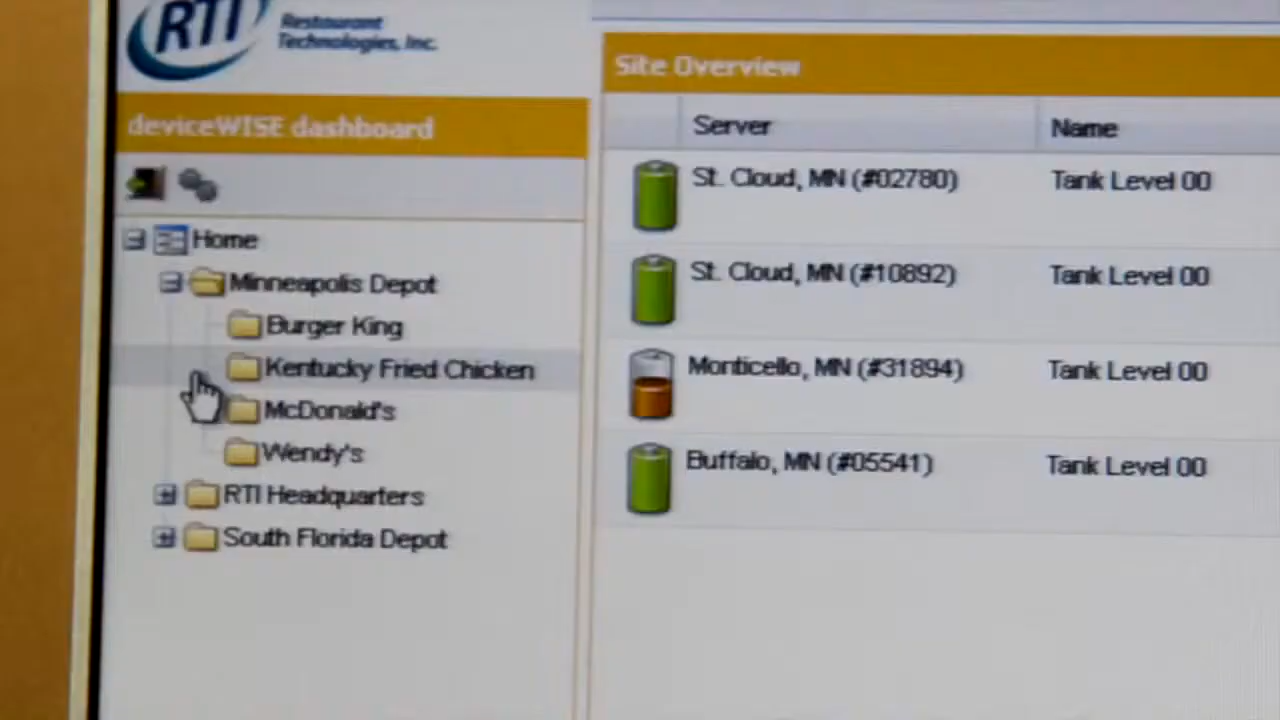 RTI
Restaurant
Technologies, Inc.
deviceWISE dashboard
Home
Minneapolis Depot
Burger King
Kentucky Fried Chicken
McDonald's
Wendy's
RTI Headquarters
South Florida Depot
Site Overview
Server Name
St. Cloud, MN (#02780) Tank Level 00
St. Cloud, MN (#10892) Tank Level 00
Monticello, MN (#31894) Tank Level 00
Buffalo, MN (#05541) Tank Level 00